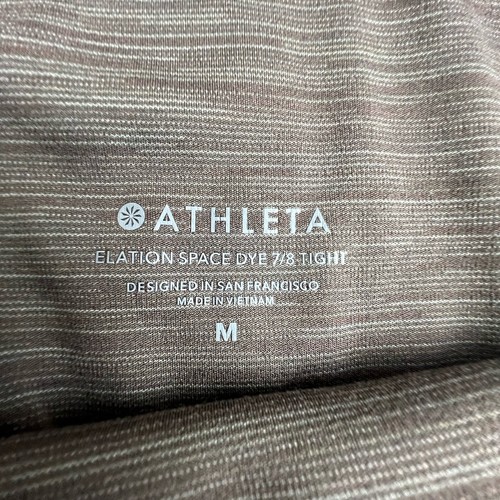 ATHLETA
ELATION SPACE DYE 7/8 TIGHT
DESIGNED IN SAN FRANCISCO
MADE IN VIETNAM
M